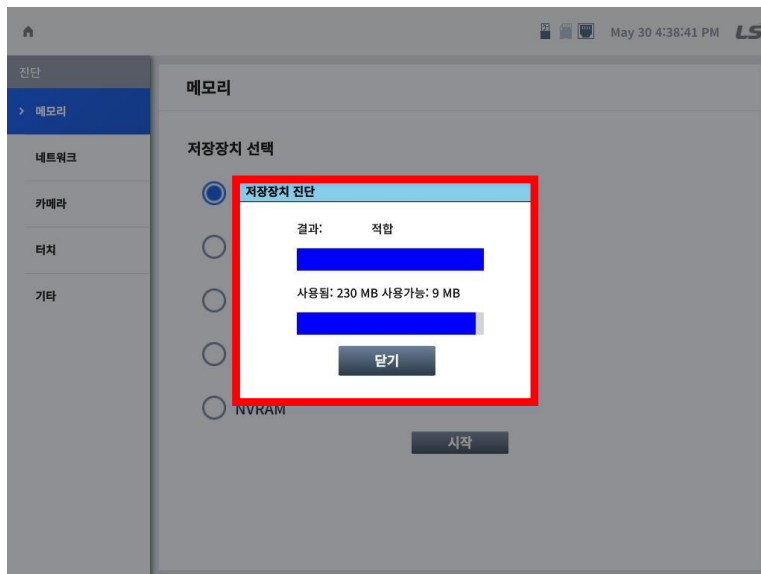 May 30 4:38:41 PM LS
진단
메모리
> 메모리
네트워크
저장장치 선택
카메라
저장장치 진단
결과: 적합
터치
사용됨: 230 MB 사용가능: 9 MB
기타
닫기
NVRAM
시작